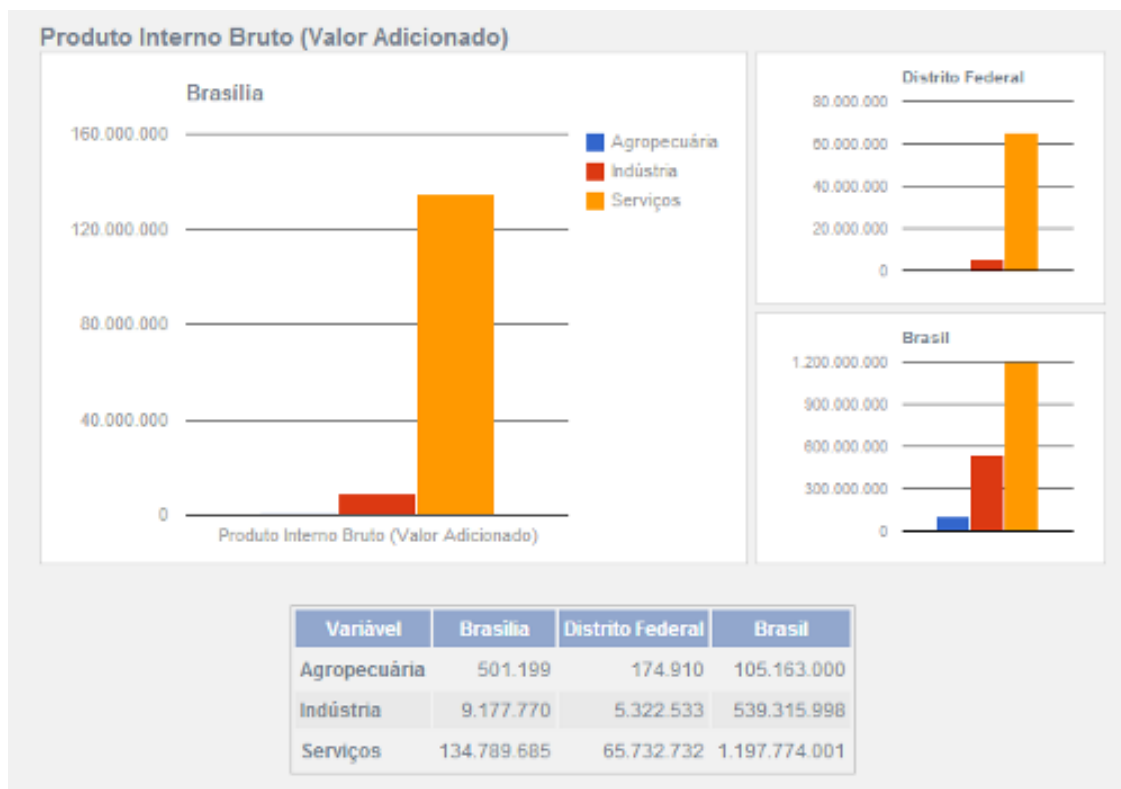 Produto Interno Bruto (Valor Adicionado)
Brasília
160.000.000
120.000.000
80.000.000
40.000.000
0
Produto Interno Bruto (Valor Adicionado)
Agropecuária
Indústria
Serviços
Distrito Federal
80.000.000
60.000.000
40.000.000
20.000.000
0
Brasil
1.200.000.000
900.000.000
600.000.000
300.000.000
0
Variável Brasília Distrito Federal Brasil
Agropecuária 501.199 174.910 105.163.000
Indústria 9.177.770 5.322.533 539.315.998
Serviços 134.789.685 65.732.732 1.197.774.001